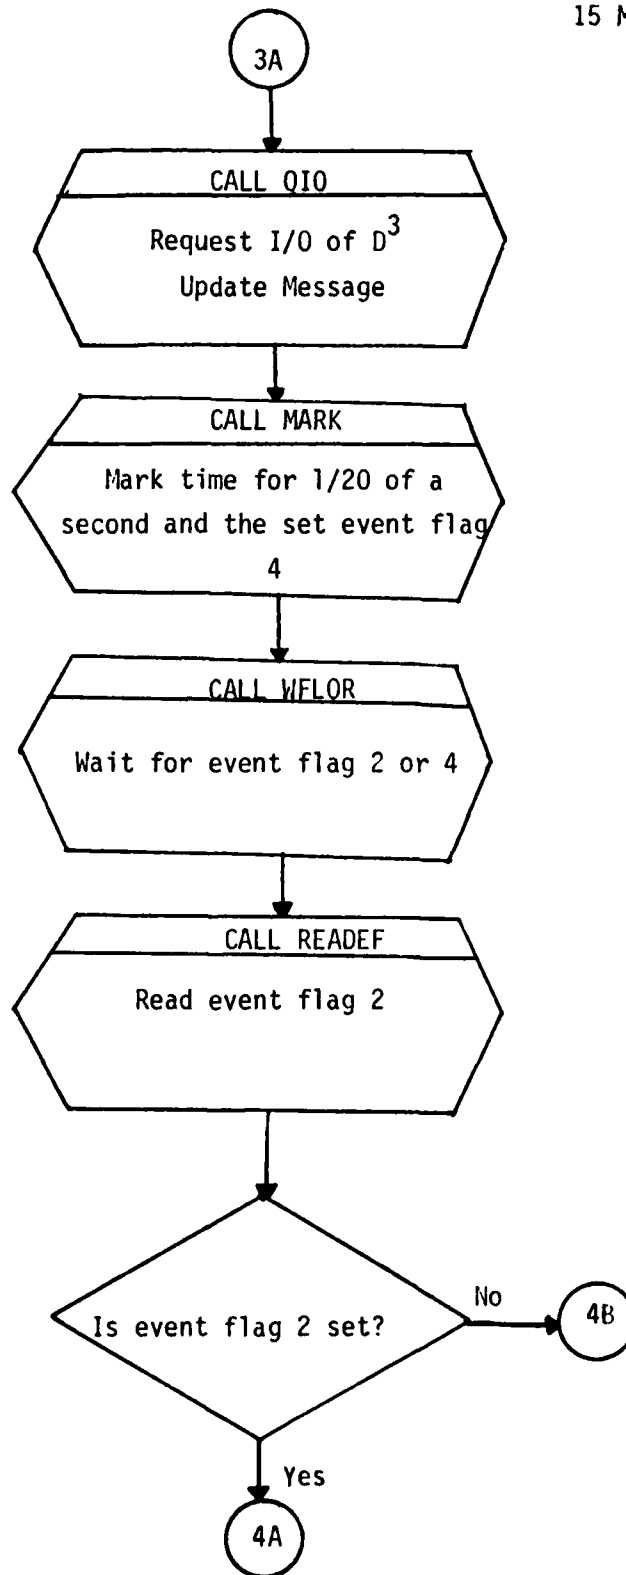 15 M
3A
CALL QIO
Request I/O of D³
Update Message
CALL MARK
Mark time for 1/20 of a
second and the set event flag
4
CALL WFLOR
Wait for event flag 2 or 4
CALL READEF
Read event flag 2
Is event flag 2 set?
No
4B
Yes
4A